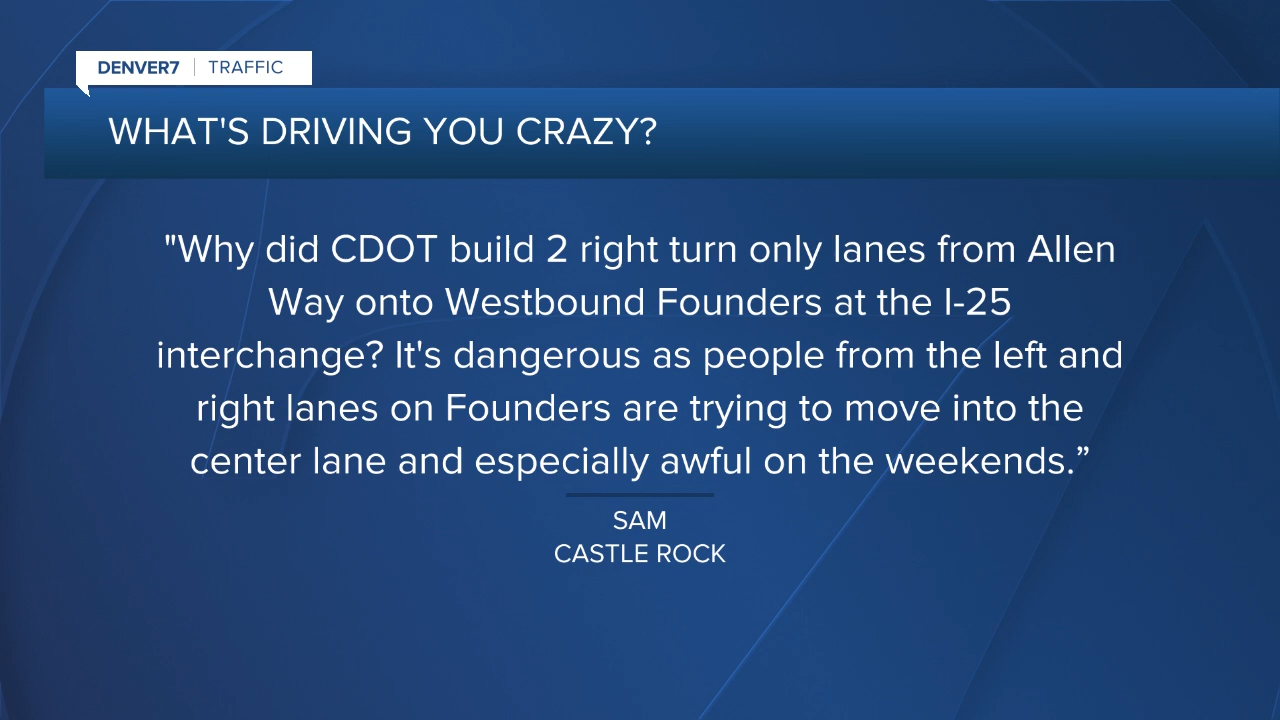 DENVER7 | TRAFFIC
WHAT'S DRIVING YOU CRAZY?
"Why did CDOT build 2 right turn only lanes from Allen
Way onto Westbound Founders at the I-25
interchange? It's dangerous as people from the left and
right lanes on Founders are trying to move into the
center lane and especially awful on the weekends.”
SAM
CASTLE ROCK